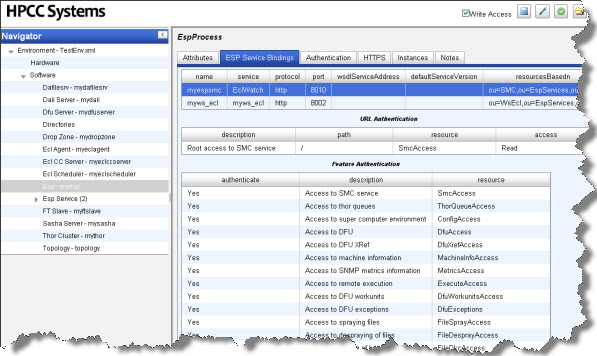 HPCC Systems
Write Access
Navigator
Environment - TestEnv.xml
Hardware
Software
Dafilesrv - mydafilesrv
Dali Server - mydali
Dfu Server - mydfuserver
Directories
Drop Zone - mydropzone
Ecl Agent - myeclagent
Ecl CC Server - myeclccserver
Ecl Scheduler - myeclscheduler
Esp - myesp
Esp Service (2)
FT Slave - myftslave
Sasha Server - mysasha
Thor Cluster - mythor
Topology - topology
EspProcess
Attributes ESP Service Bindings Authentication HTTPS Instances Notes
name service protocol port wsdlServiceAddress defaultServiceVersion resourcesBasedn
myespsmc EclWatch http 8010 ou=SMC,ou=EspServices,ou
myws_ecl ws_ecl http 8002 ou=WsEcl,ou=EspServices,
URL Authentication
description path resource access
Root access to SMC service / SmcAccess Read
Feature Authentication
authenticate description resource
Yes Access to SMC service SmcAccess
Yes Access to thor queues ThorQueueAccess
Yes Access to super computer environment ConfigAccess
Yes Access to DFU DfuAccess
Yes Access to DFU XRef DfuXrefAccess
Yes Access to machine information MachineInfoAccess
Yes Access to SNMP metrics information MetricsAccess
Yes Access to remote execution ExecuteAccess
Yes Access to DFU workunits DfuWorkunitsAccess
Yes Access to DFU exceptions DfuExceptions
Yes Access to spraying files FileSprayAccess
Yes Access to despraying of files FileDesprayAccess
Yes